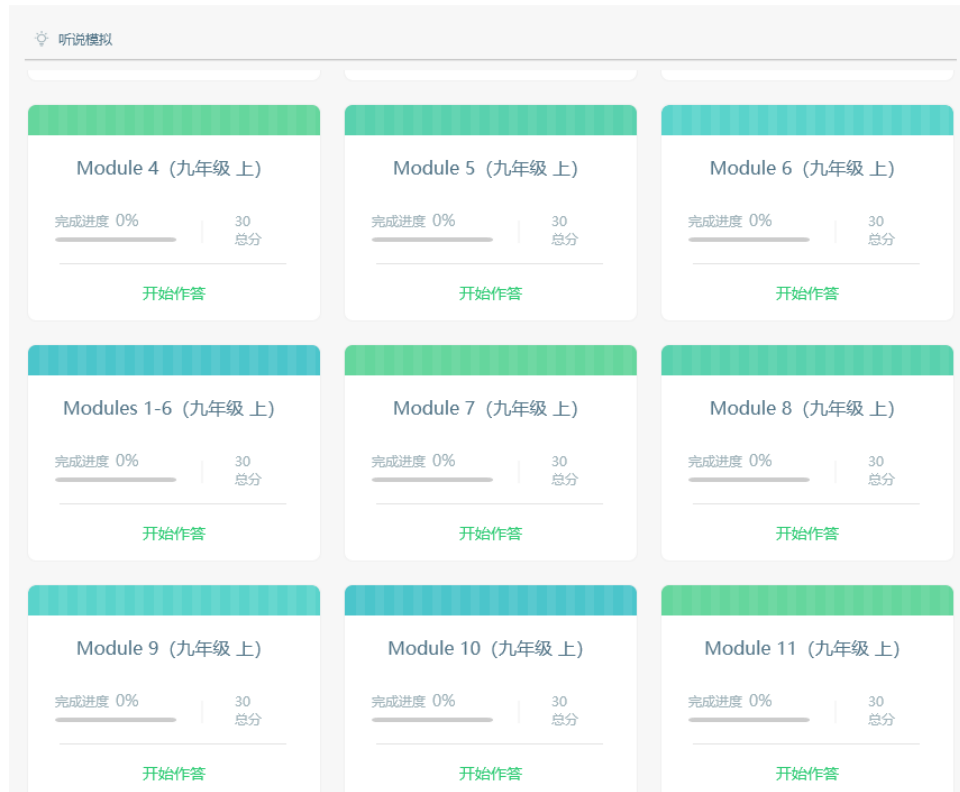 听说模拟
Module 4 (九年级 上)
完成进度 0%
30
总分
开始作答
Module 5 (九年级 上)
完成进度 0%
30
总分
开始作答
Module 6 (九年级 上)
完成进度 0%
30
总分
开始作答
Modules 1-6 (九年级 上)
完成进度 0%
30
总分
开始作答
Module 7 (九年级 上)
完成进度 0%
30
总分
开始作答
Module 8 (九年级 上)
完成进度 0%
30
总分
开始作答
Module 9 (九年级 上)
完成进度 0%
30
总分
开始作答
Module 10 (九年级 上)
完成进度 0%
30
总分
开始作答
Module 11 (九年级 上)
完成进度 0%
30
总分
开始作答